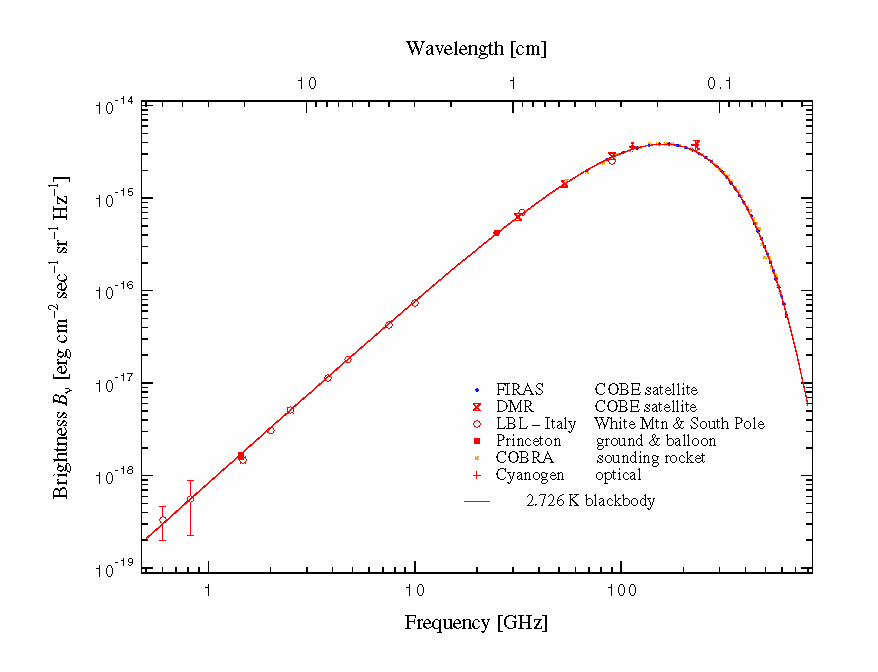 Wavelength [cm]
10 1 0.1
10⁻¹⁴
10⁻¹⁵
10⁻¹⁶
10⁻¹⁷
10⁻¹⁸
10⁻¹⁹
Brightness Bᵥ [erg cm⁻² sec⁻¹ sr⁻¹ Hz⁻¹]
FIRAS COBE satellite
DMR COBE satellite
LBL – Italy White Mtn & South Pole
Princeton ground & balloon
COBRA sounding rocket
Cyanogen optical
2.726 K blackbody
1 10 100
Frequency [GHz]